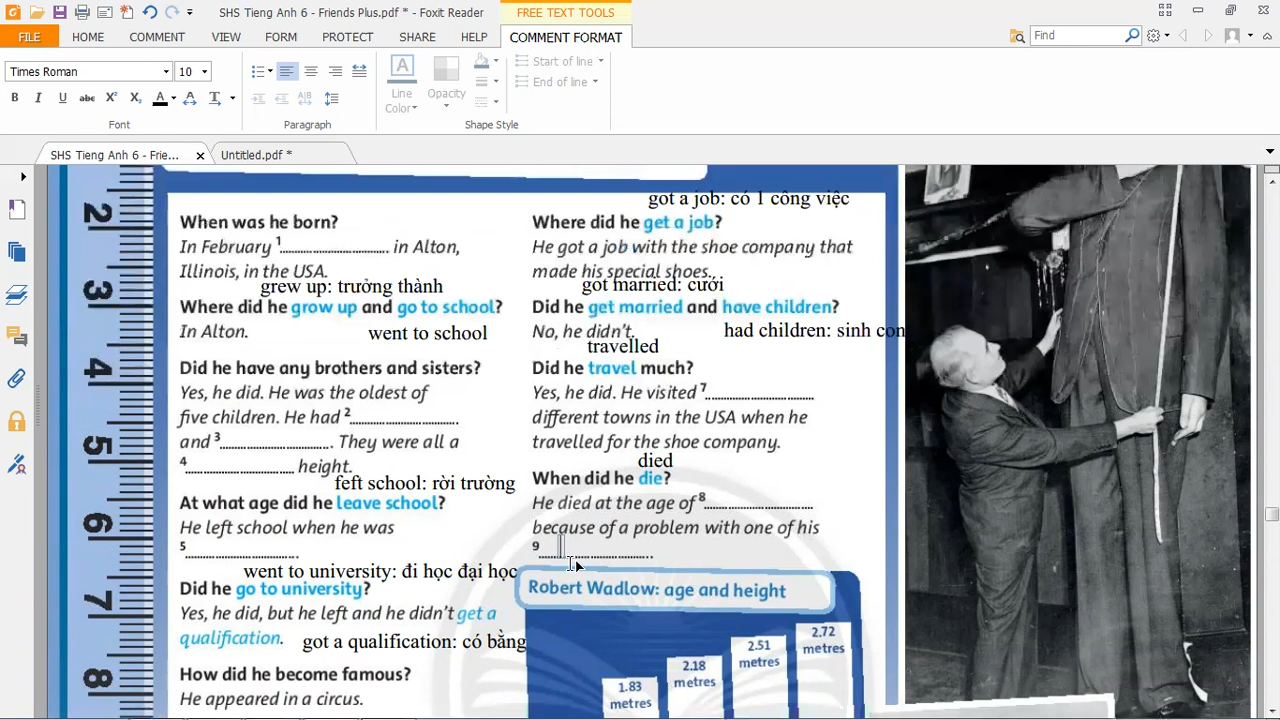 SHS Tieng Anh 6 - Friends Plus.pdf * - Foxit Reader
FREE TEXT TOOLS
FILE HOME COMMENT VIEW FORM PROTECT SHARE HELP COMMENT FORMAT
Find
Times Roman 10
Line Color
Opacity
Start of line
End of line
Font Paragraph Shape Style
SHS Tieng Anh 6 - Frie... Untitled.pdf *
2
3
4
5
6
7
8
When was he born?
In February 1.......................... in Alton,
Illinois, in the USA.
grew up: trưởng thành
Where did he grow up and go to school?
In Alton.
went to school
Did he have any brothers and sisters?
Yes, he did. He was the oldest of
five children. He had 2..........................
and 3.......................... . They were all a
4.......................... height.
feft school: rời trường
At what age did he leave school?
He left school when he was
5..........................
went to university: đi học đại học
Did he go to university?
Yes, he did, but he left and he didn't get a
qualification.
got a qualification: có bằng
How did he become famous?
He appeared in a circus.
got a job: có 1 công việc
Where did he get a job?
He got a job with the shoe company that
made his special shoes.
got married: cưới
Did he get married and have children?
No, he didn't.
had children: sinh con
travelled
Did he travel much?
Yes, he did. He visited 7..........................
different towns in the USA when he
travelled for the shoe company.
died
When did he die?
He died at the age of 8..........................
because of a problem with one of his
9..........................
Robert Wadlow: age and height
1.83 metres
2.18 metres
2.51 metres
2.72 metres